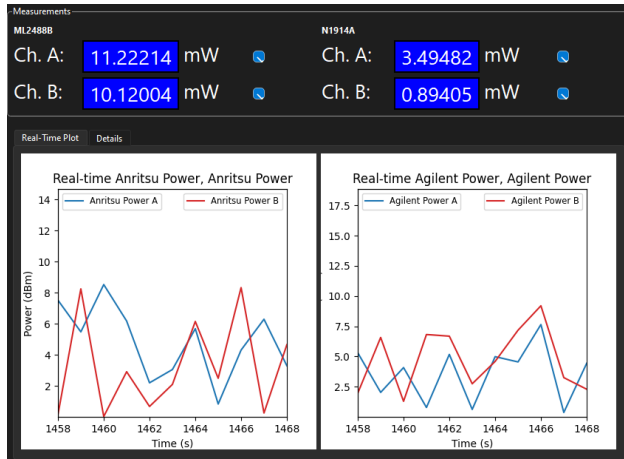 Measurements
ML2488B
Ch. A: 11.22214 mW
Ch. B: 10.12004 mW
N1914A
Ch. A: 3.49482 mW
Ch. B: 0.89405 mW
Real-Time Plot Details
Real-time Anritsu Power, Anritsu Power
Anritsu Power A Anritsu Power B
14
12
10
8
6
4
2
Power (dBm)
1458 1460 1462 1464 1466 1468
Time (s)
Real-time Agilent Power, Agilent Power
Agilent Power A Agilent Power B
17.5
15.0
12.5
10.0
7.5
5.0
2.5
1458 1460 1462 1464 1466 1468
Time (s)